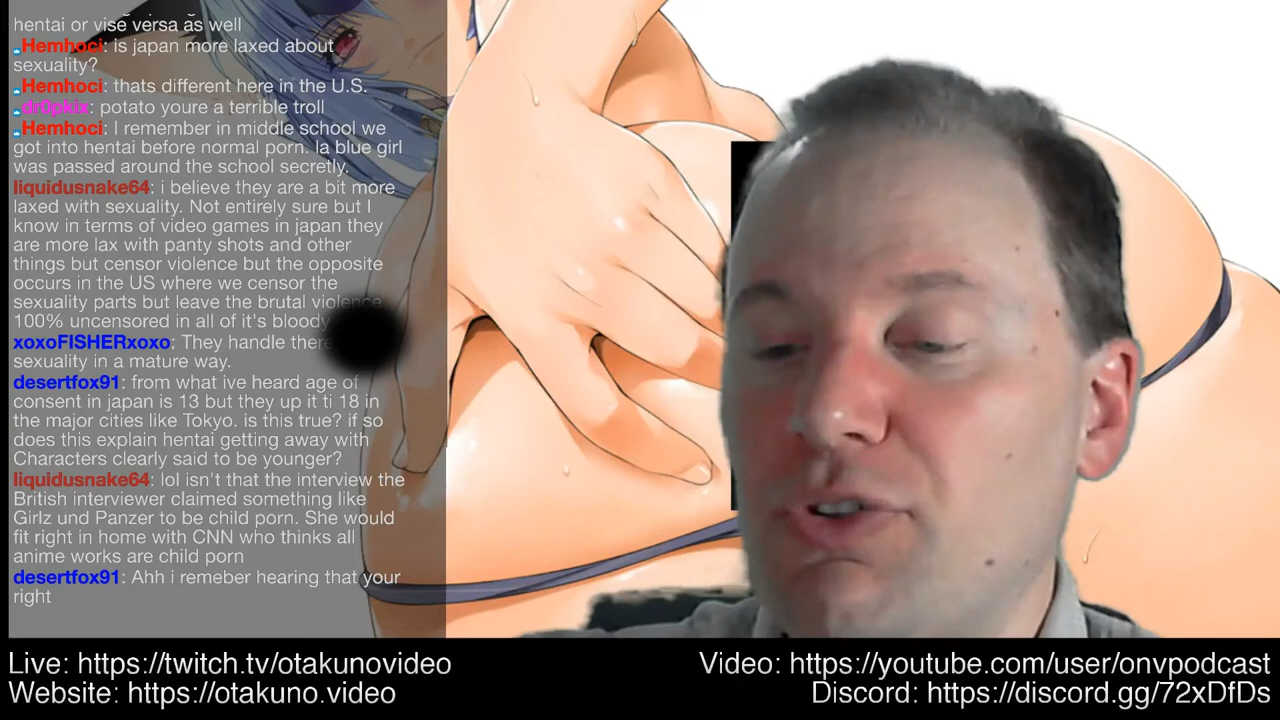 hentai or vise versa as well
Hemhoci: is japan more laxed about
sexuality?
Hemhoci: thats different here in the U.S.
dr0pkix: potato youre a terrible troll
Hemhoci: I remember in middle school we
got into hentai before normal porn. la blue girl
was passed around the school secretly.
liquidusnake64: i believe they are a bit more
laxed with sexuality. Not entirely sure but I
know in terms of video games in japan they
are more lax with panty shots and other
things but censor violence but the opposite
occurs in the US where we censor the
sexuality parts but leave the brutal violence
100% uncensored in all of it's bloody
xoxoFISHERxoxo: They handle there
sexuality in a mature way.
desertfox91: from what ive heard age of
consent in japan is 13 but they up it ti 18 in
the major cities like Tokyo. is this true? if so
does this explain hentai getting away with
Characters clearly said to be younger?
liquidusnake64: lol isn't that the interview the
British interviewer claimed something like
Girlz und Panzer to be child porn. She would
fit right in home with CNN who thinks all
anime works are child porn
desertfox91: Ahh i remeber hearing that your
right
Live: https://twitch.tv/otakunovideo
Video: https://youtube.com/user/onvpodcast
Website: https://otakuno.video
Discord: https://discord.gg/72xDfDs